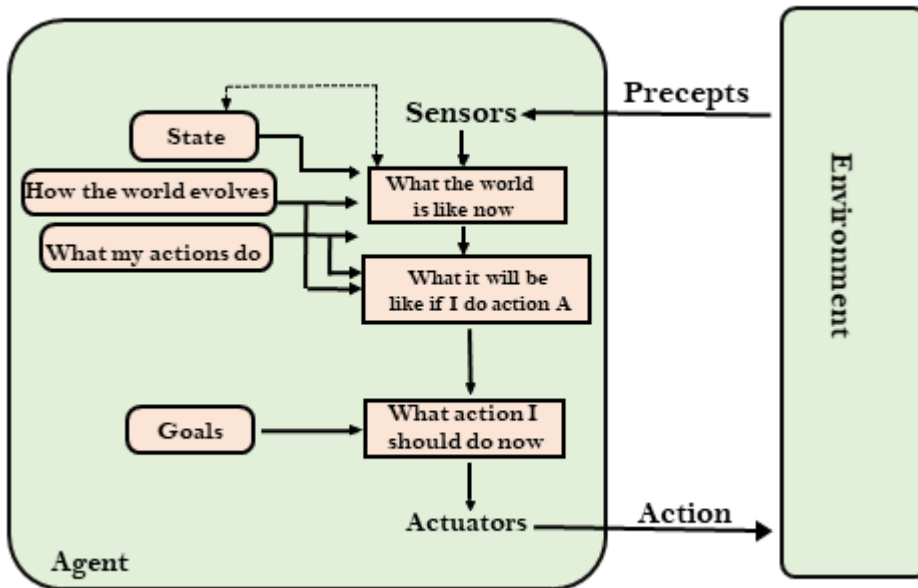 Precepts
Sensors
State
How the world evolves
What the world
is like now
What my actions do
What it will be
like if I do action A
Environment
Goals
What action I
should do now
Actuators
Action
Agent